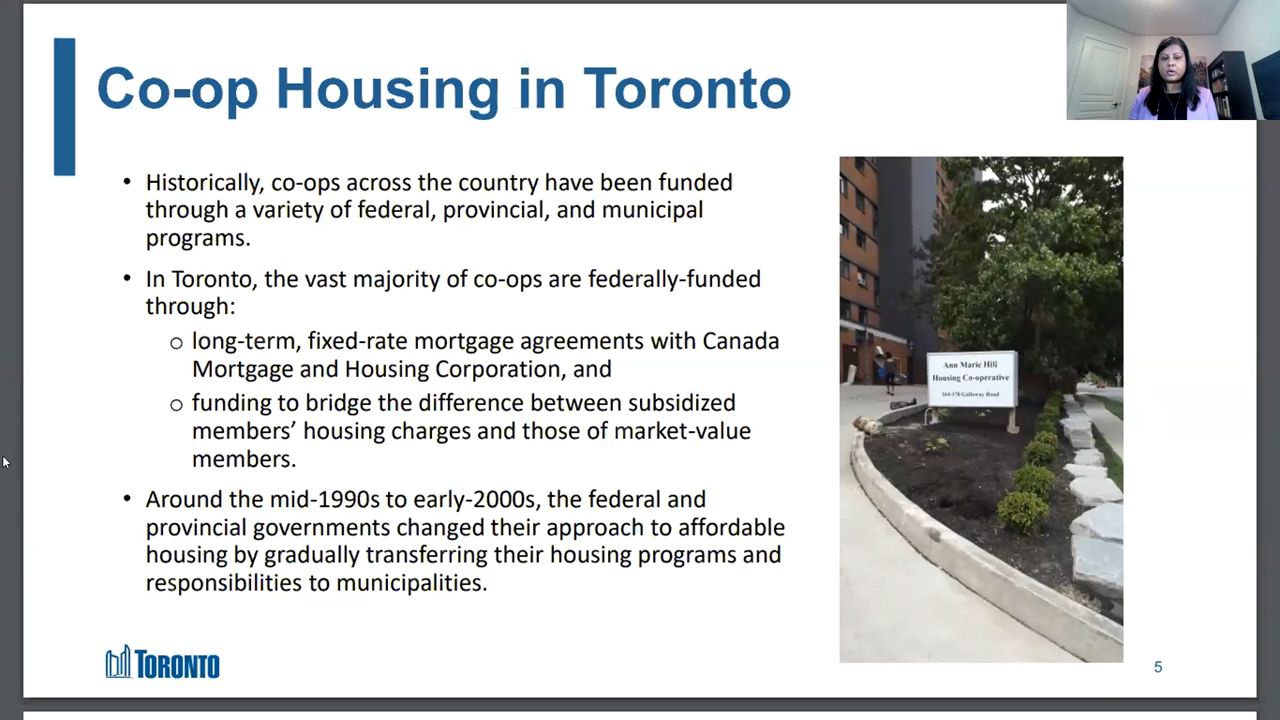 Co-op Housing in Toronto
• Historically, co-ops across the country have been funded
through a variety of federal, provincial, and municipal
programs.
• In Toronto, the vast majority of co-ops are federally-funded
through:
o long-term, fixed-rate mortgage agreements with Canada
Mortgage and Housing Corporation, and
o funding to bridge the difference between subsidized
members’ housing charges and those of market-value
members.
• Around the mid-1990s to early-2000s, the federal and
provincial governments changed their approach to affordable
housing by gradually transferring their housing programs and
responsibilities to municipalities.
Ann Marie Hill
Housing Co-operative
164-170 Galloway Road
TORONTO
5